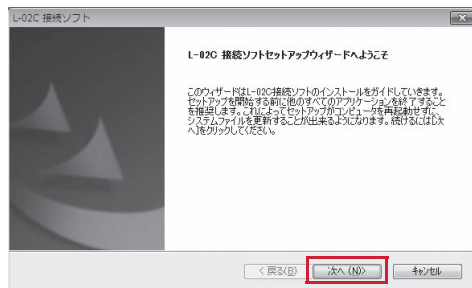 L-02C 接続ソフト
L-02C 接続ソフトセットアップウィザードへようこそ
このウィザードはL-02C接続ソフトのインストールをガイドしていきます。
セットアップを開始する前に他のすべてのアプリケーションを終了すること
を推奨します。これによってセットアップがコンピュータを再起動せずに、
システムファイルを更新することが出来るようになります。続けるには[次
へ]をクリックしてください。
< 戻る(B)
次へ (N)>
キャンセル